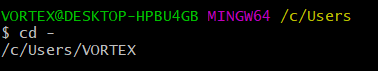 VORTEX@DESKTOP-HPBU4GB MINGW64 /c/Users
$ cd -
/c/Users/VORTEX